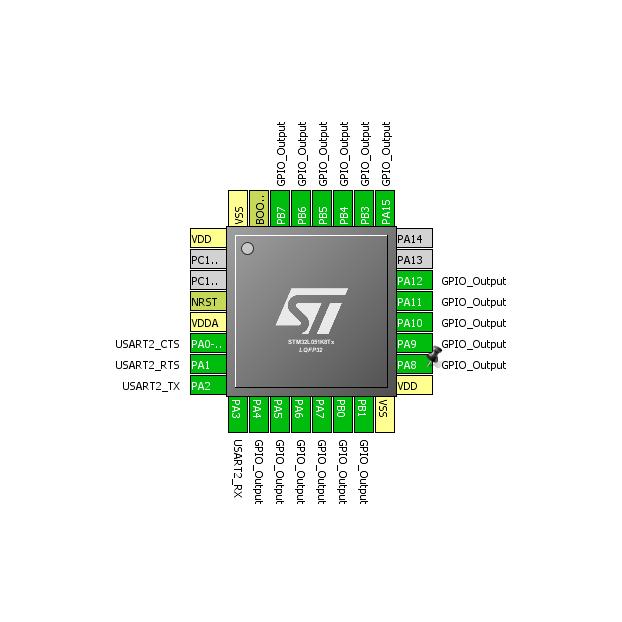 GPIO_Output
GPIO_Output
GPIO_Output
GPIO_Output
GPIO_Output
GPIO_Output
VSS
BOO..
PB7
PB6
PB5
PB4
PB3
PA15
VDD
PC1..
PC1..
NRST
VDDA
USART2_CTS PA0-..
USART2_RTS PA1
USART2_TX PA2
ST
STM32L051K8Tx
LQFP32
PA14
PA13
PA12 GPIO_Output
PA11 GPIO_Output
PA10 GPIO_Output
PA9 GPIO_Output
PA8 GPIO_Output
VDD
PA3
PA4
PA5
PA6
PA7
PB0
PB1
VSS
USART2_RX
GPIO_Output
GPIO_Output
GPIO_Output
GPIO_Output
GPIO_Output
GPIO_Output